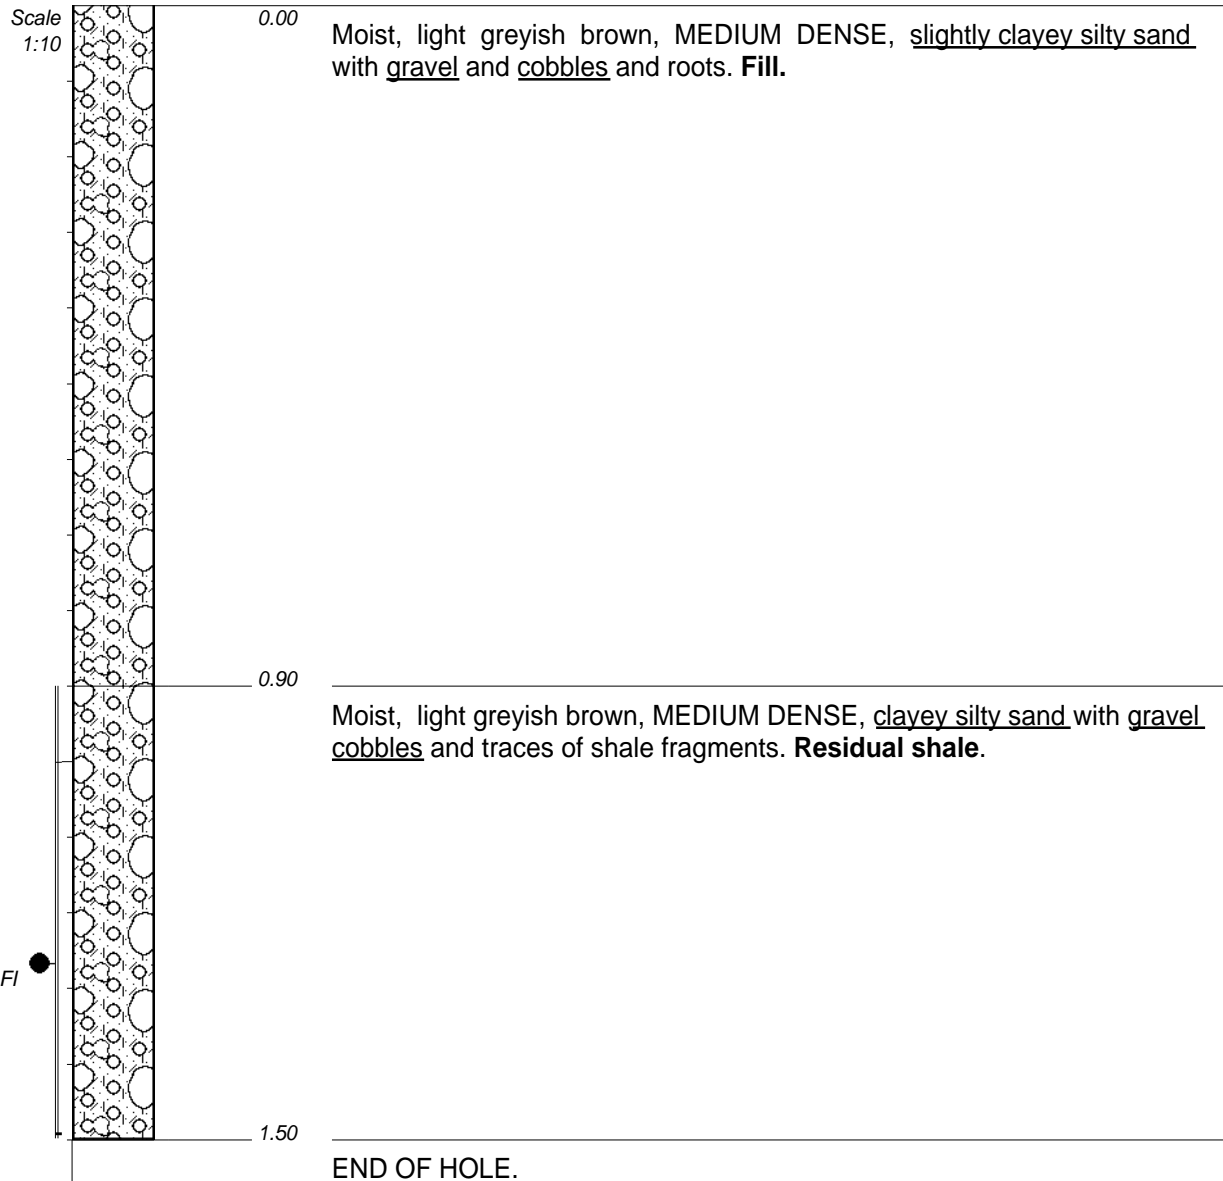 Scale
1:10
0.00
Moist, light greyish brown, MEDIUM DENSE, slightly clayey silty sand
with gravel and cobbles and roots. Fill.
0.90
Moist, light greyish brown, MEDIUM DENSE, clayey silty sand with gravel
cobbles and traces of shale fragments. Residual shale.
FI
1.50
END OF HOLE.